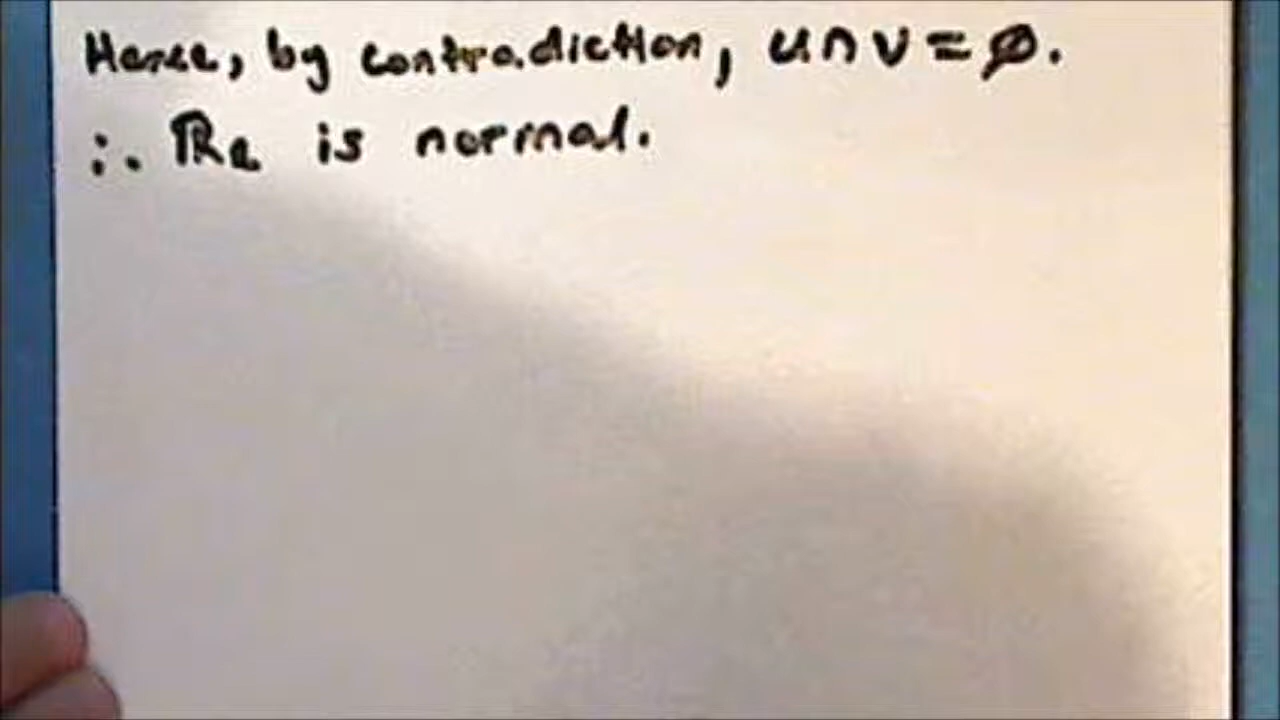 Hence, by contradiction, U∩V = ∅.
∴ ℝℓ is normal.